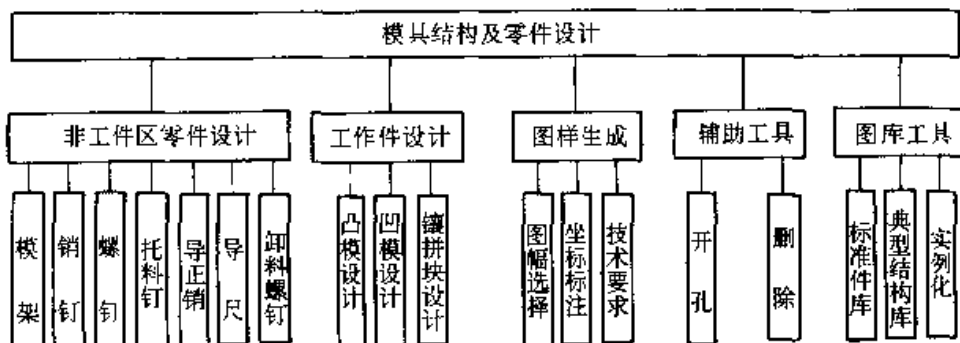 模具结构及零件设计
非工件区零件设计
工作件设计
图样生成
辅助工具
图库工具
模架
销钉
螺钉
托料钉
导正销
导尺
卸料螺钉
凸模设计
凹模设计
镶拼块设计
图幅选择
坐标标注
技术要求
开孔
删除
标准件库
典型结构库
实例化